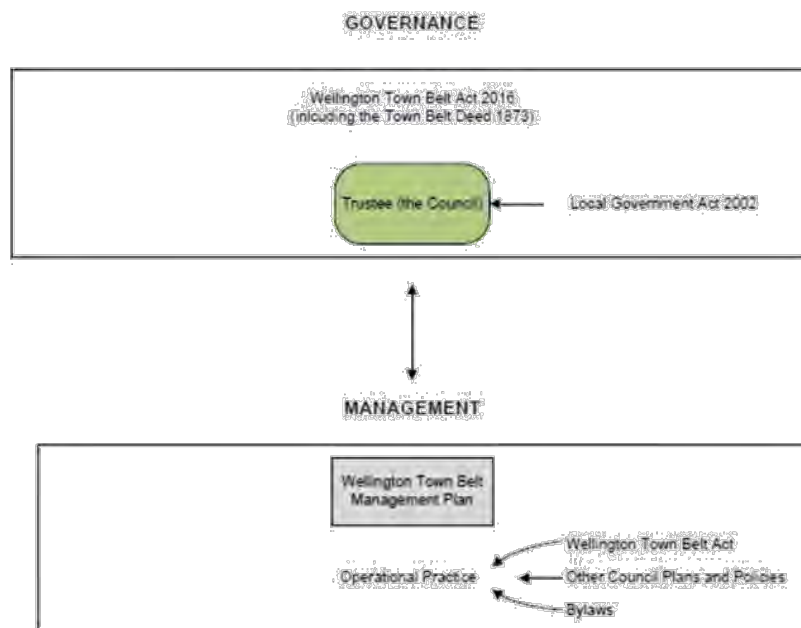 GOVERNANCE
Wellington Town Belt Act 2016
(inlcuding the Town Belt Deed 1873)
Trustee (the Council)
Local Government Act 2002
MANAGEMENT
Wellington Town Belt
Management Plan
Wellington Town Belt Act
Operational Practice
Other Council Plans and Policies
Bylaws